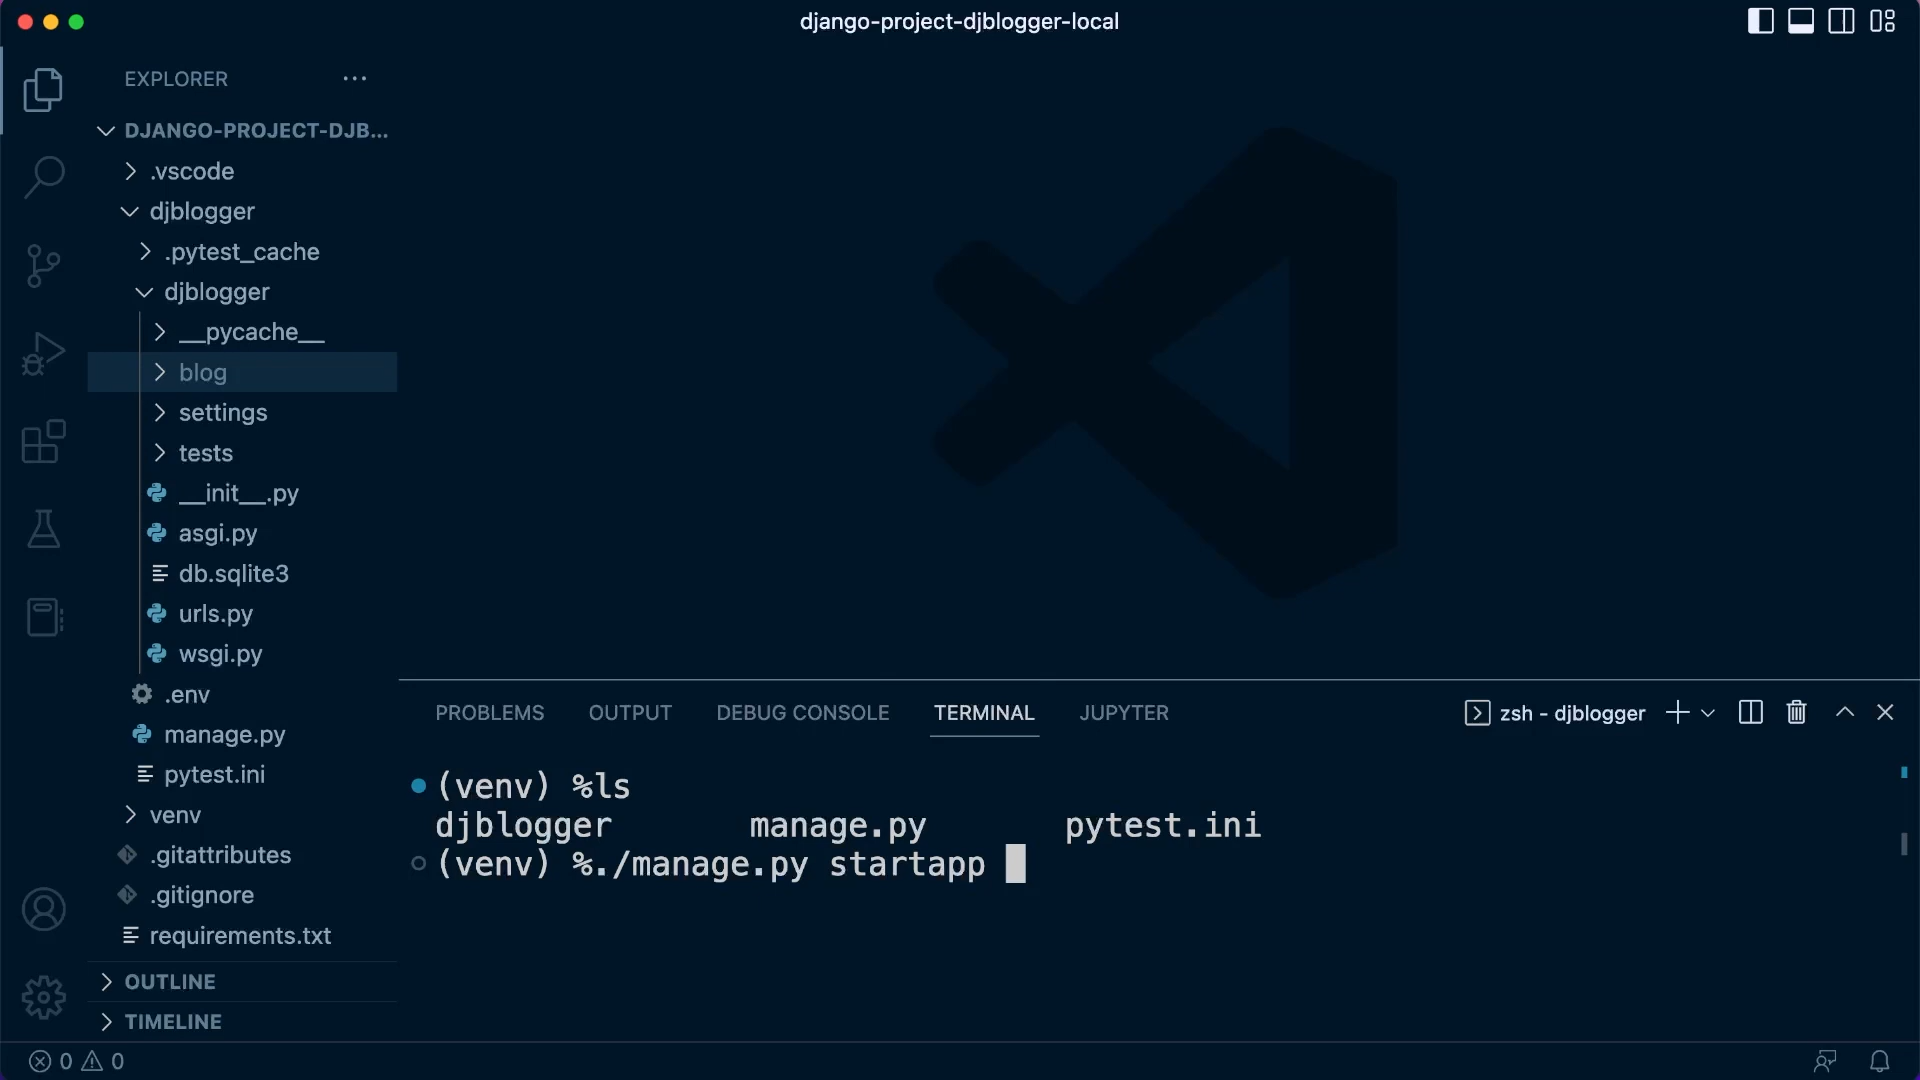 django-project-djblogger-local
EXPLORER
DJANGO-PROJECT-DJB...
.vscode
djblogger
.pytest_cache
djblogger
__pycache__
blog
settings
tests
__init__.py
asgi.py
db.sqlite3
urls.py
wsgi.py
.env
manage.py
pytest.ini
venv
.gitattributes
.gitignore
requirements.txt
OUTLINE
TIMELINE
PROBLEMS OUTPUT DEBUG CONSOLE TERMINAL JUPYTER zsh - djblogger
(venv) %ls
djblogger manage.py pytest.ini
(venv) %./manage.py startapp
0 0